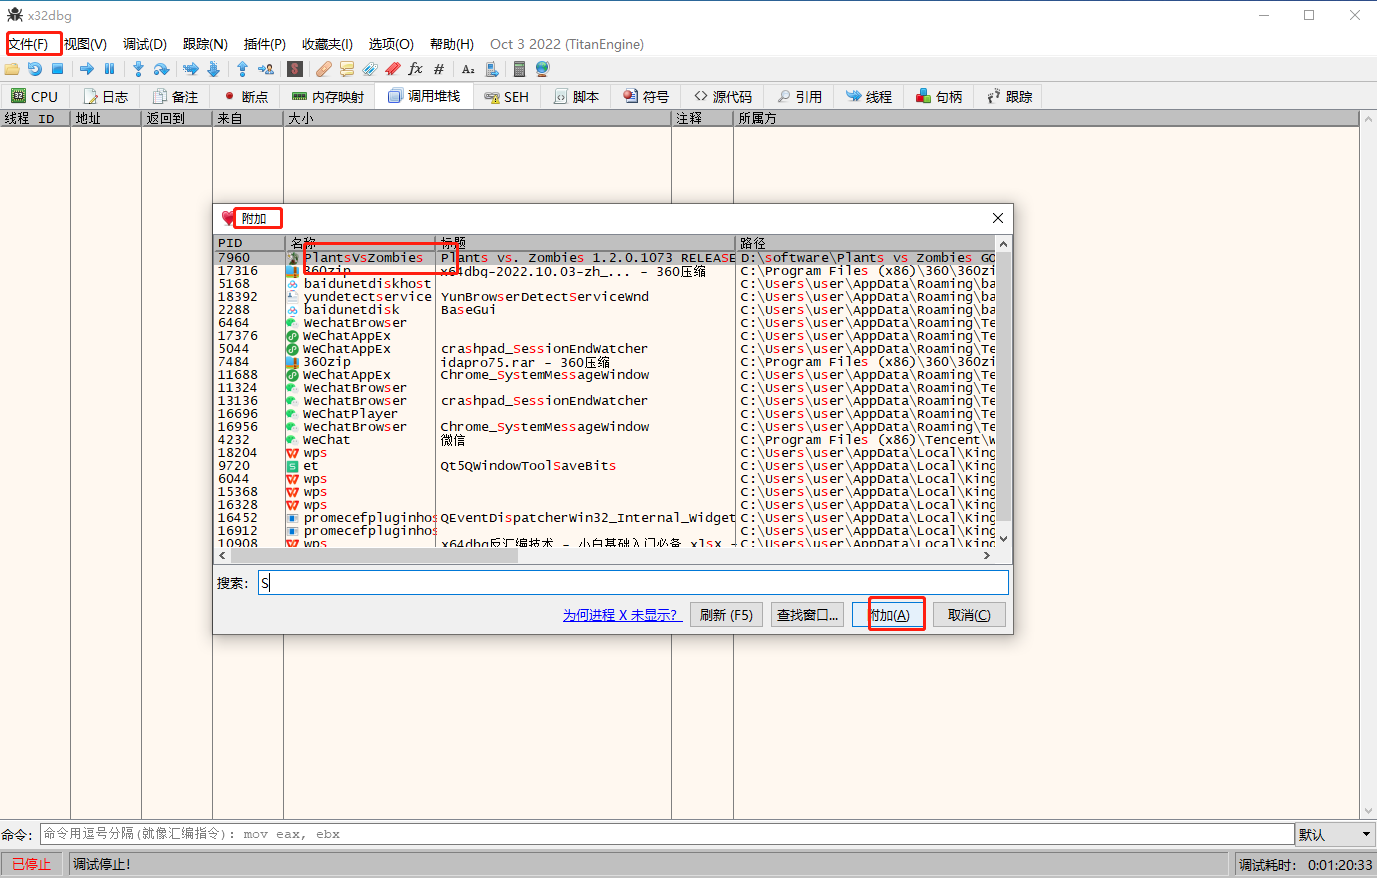 x32dbg
文件(F) 视图(V) 调试(D) 跟踪(N) 插件(P) 收藏夹(I) 选项(O) 帮助(H) Oct 3 2022 (TitanEngine)
CPU 日志 备注 断点 内存映射 调用堆栈 SEH 脚本 符号 源代码 引用 线程 句柄 跟踪
线程 ID 地址 返回到 来自 大小 注释 所属方
附加
PID 名称 标题 路径
7960 PlantsVsZombies Plants vs. Zombies 1.2.0.1073 RELEASE D:\software\Plants vs Zombies GO
17316 360zip x64dbg-2022.10.03-zh_... - 360压缩 C:\Program Files (x86)\360\360zi
5168 baidunetdiskhost C:\Users\user\AppData\Roaming\ba
18392 yundetectservice YunBrowserDetectServiceWnd C:\Users\user\AppData\Roaming\ba
2288 baidunetdisk BaseGui C:\Users\user\AppData\Roaming\ba
6464 WechatBrowser C:\Users\user\AppData\Roaming\Te
17376 WeChatAppEx C:\Users\user\AppData\Roaming\Te
5044 WeChatAppEx crashpad_SessionEndWatcher C:\Users\user\AppData\Roaming\Te
7484 360zip idapro75.rar - 360压缩 C:\Program Files (x86)\360\360zi
11688 WeChatAppEx Chrome_SystemMessageWindow C:\Users\user\AppData\Roaming\Te
11324 WechatBrowser C:\Users\user\AppData\Roaming\Te
13136 WechatBrowser crashpad_SessionEndWatcher C:\Users\user\AppData\Roaming\Te
16696 WeChatPlayer C:\Users\user\AppData\Roaming\Te
16956 WechatBrowser Chrome_SystemMessageWindow C:\Users\user\AppData\Roaming\Te
4232 WeChat 微信 C:\Program Files (x86)\Tencent\W
18204 wps C:\Users\user\AppData\Local\King
9720 et Qt5QWindowToolSaveBits C:\Users\user\AppData\Local\King
6044 wps C:\Users\user\AppData\Local\King
15368 wps C:\Users\user\AppData\Local\King
16328 wps C:\Users\user\AppData\Local\King
16452 promecefpluginhos QEventDispatcherWin32_Internal_Widget C:\Users\user\AppData\Local\King
16912 promecefpluginhos C:\Users\user\AppData\Local\King
10908 wps x64dbg反汇编技术 - 小白基础入门必备.xlsx - C:\Users\user\AppData\Local\King
搜索: S
为何进程 X 未显示? 刷新 (F5) 查找窗口... 附加(A) 取消(C)
命令: 命令用逗号分隔(就像汇编指令): mov eax, ebx 默认
已停止 调试停止! 调试耗时: 0:01:20:33